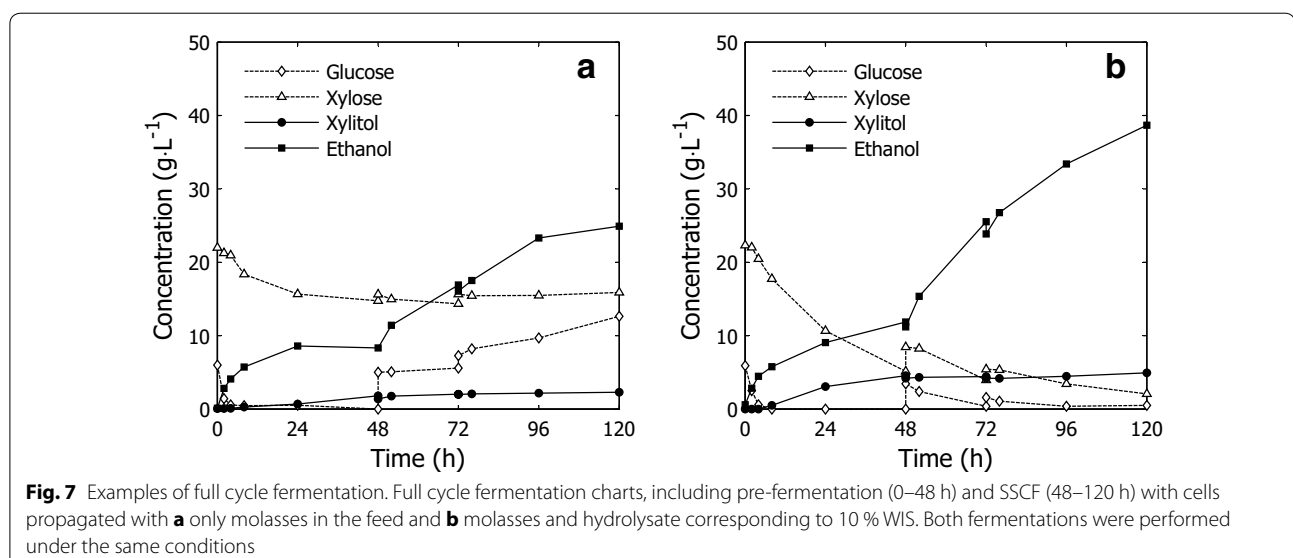 a
50
40
30
20
10
0
Concentration (g·L⁻¹)
Glucose
Xylose
Xylitol
Ethanol
0 24 48 72 96 120
Time (h)
b
50
40
30
20
10
0
Concentration (g·L⁻¹)
Glucose
Xylose
Xylitol
Ethanol
0 24 48 72 96 120
Time (h)
Fig. 7 Examples of full cycle fermentation. Full cycle fermentation charts, including pre-fermentation (0–48 h) and SSCF (48–120 h) with cells
propagated with a only molasses in the feed and b molasses and hydrolysate corresponding to 10 % WIS. Both fermentations were performed
under the same conditions